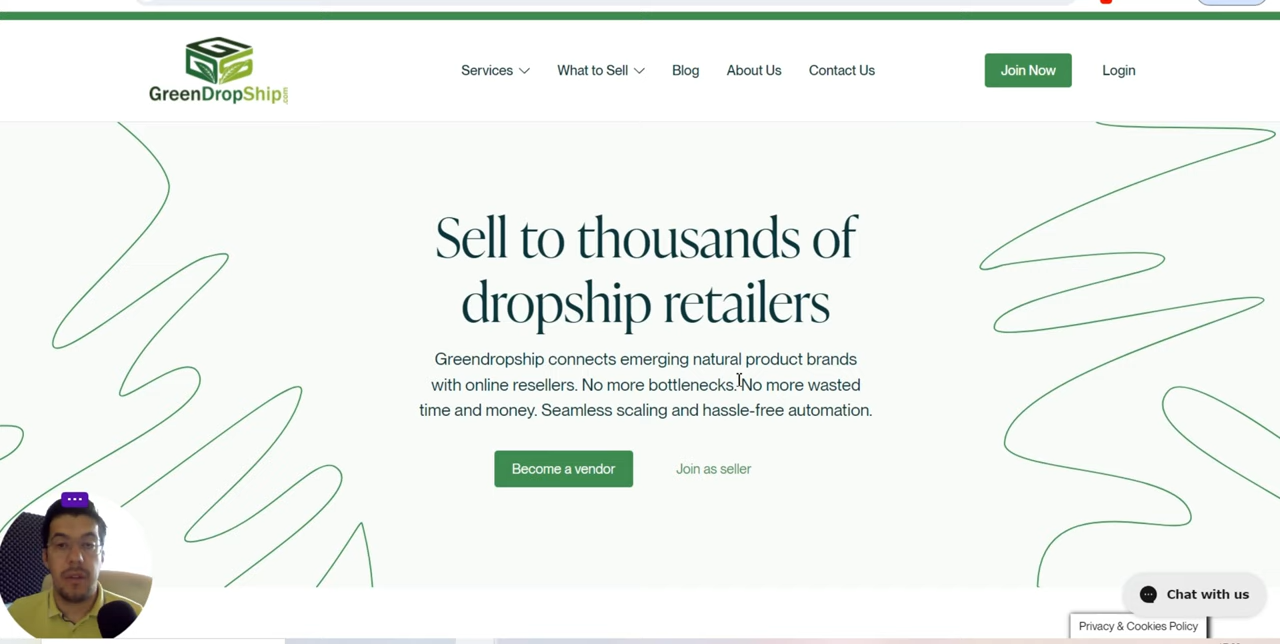 GreenDropShip.com
Services
What to Sell
Blog
About Us
Contact Us
Join Now
Login
Sell to thousands of
dropship retailers
Greendropship connects emerging natural product brands
with online resellers. No more bottlenecks. No more wasted
time and money. Seamless scaling and hassle-free automation.
Become a vendor
Join as seller
Chat with us
Privacy & Cookies Policy